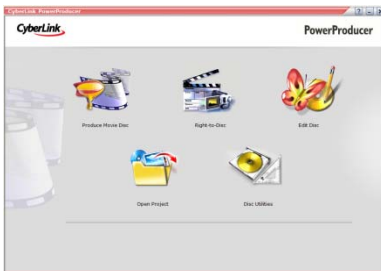 CyberLink PowerProducer
CyberLink
PowerProducer
Produce Movie Disc
Right-to-Disc
Edit Disc
Open Project
Disc Utilities